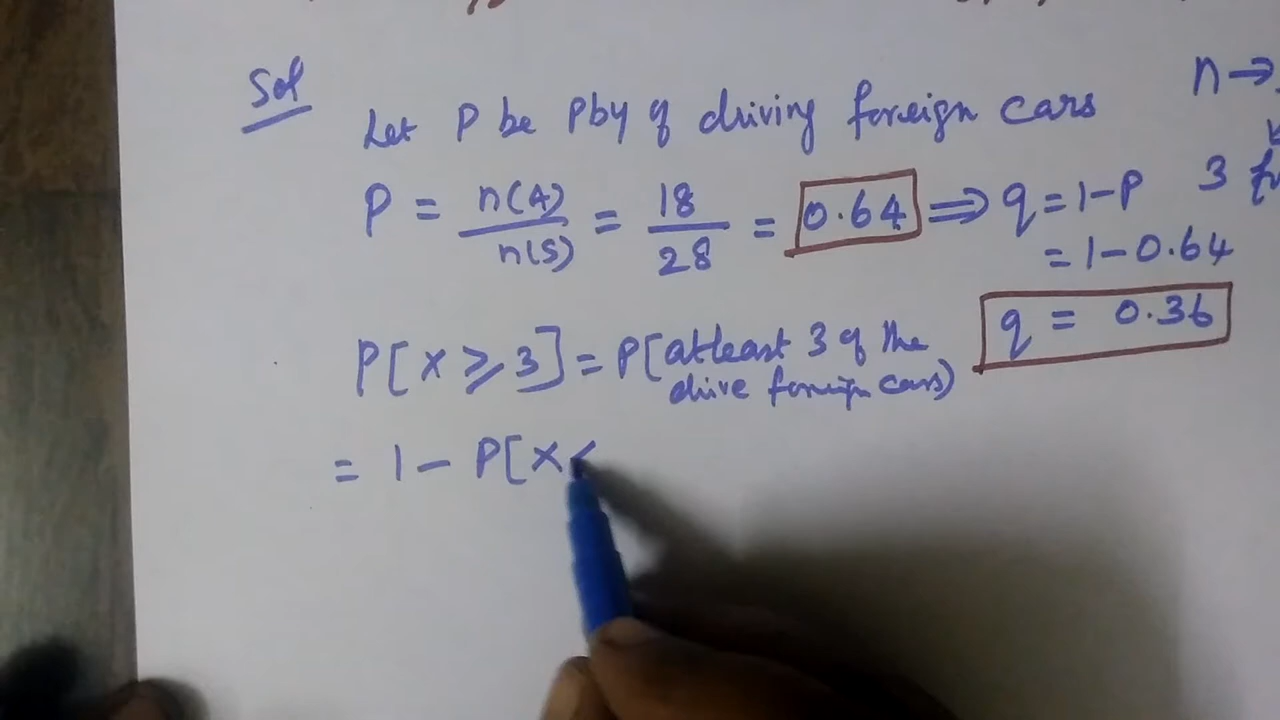 Sol
n →
Let P be Pby of driving foreign cars
P = n(A)/n(S) = 18/28 = 0.64 ⟹ q = 1-P
3
= 1-0.64
q = 0.36
P[X ≥ 3] = P[atleast 3 of the
drive foreign cars)
= 1 - P[X <